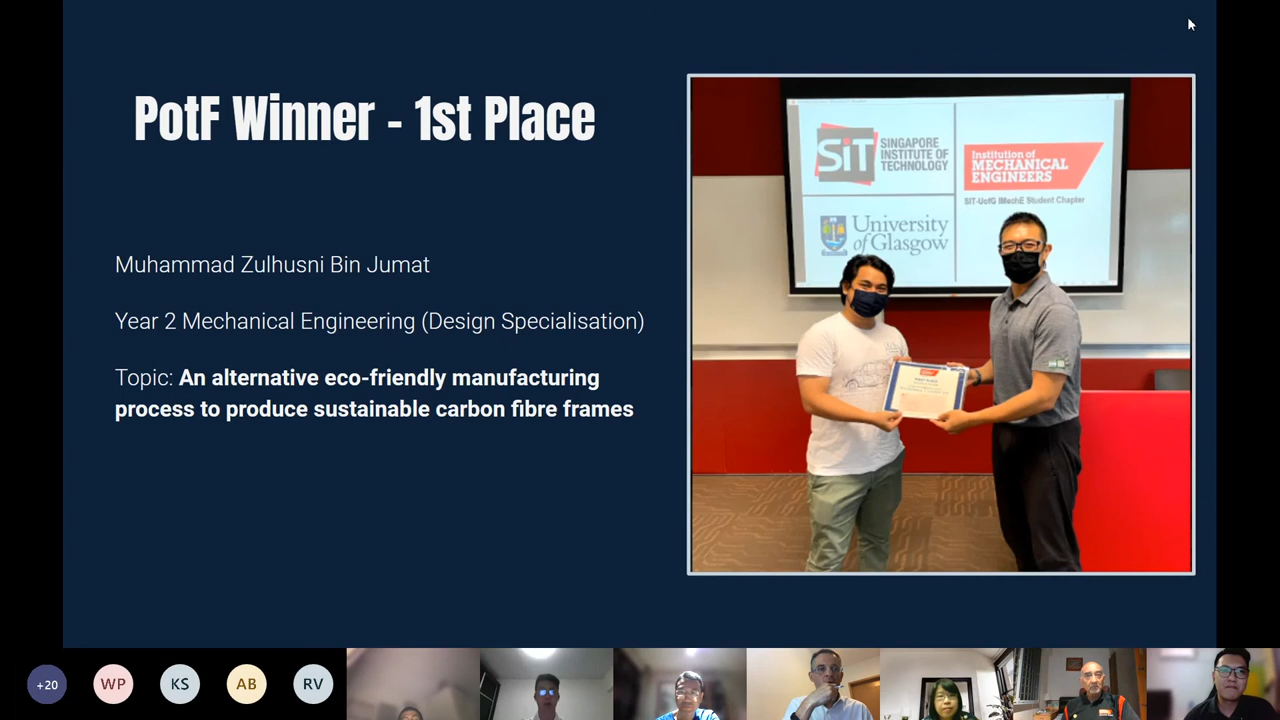 PotF Winner - 1st Place
Muhammad Zulhusni Bin Jumat
Year 2 Mechanical Engineering (Design Specialisation)
Topic: An alternative eco-friendly manufacturing
process to produce sustainable carbon fibre frames
SiT
SINGAPORE
INSTITUTE OF
TECHNOLOGY
Institution of
MECHANICAL
ENGINEERS
SIT-UofG IMechE Student Chapter
University
of Glasgow
+20
WP
KS
AB
RV